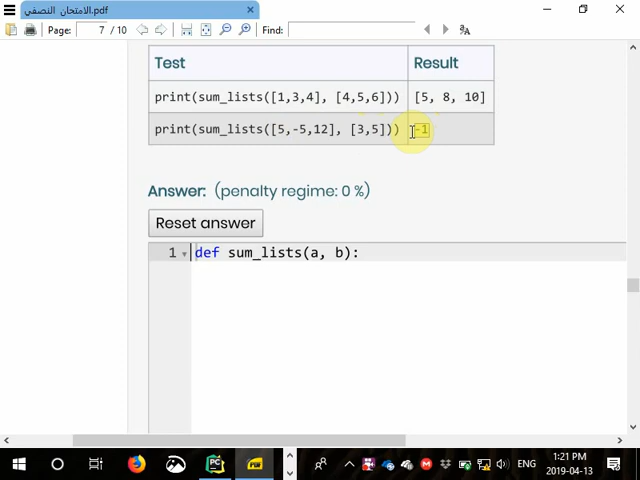 الامتحان النصفي.pdf
Page: 7 / 10 Find:
Test Result
print(sum_lists([1,3,4], [4,5,6])) [5, 8, 10]
print(sum_lists([5,-5,12], [3,5])) -1
Answer: (penalty regime: 0 %)
Reset answer
1 def sum_lists(a, b):
ENG 1:21 PM
2019-04-13